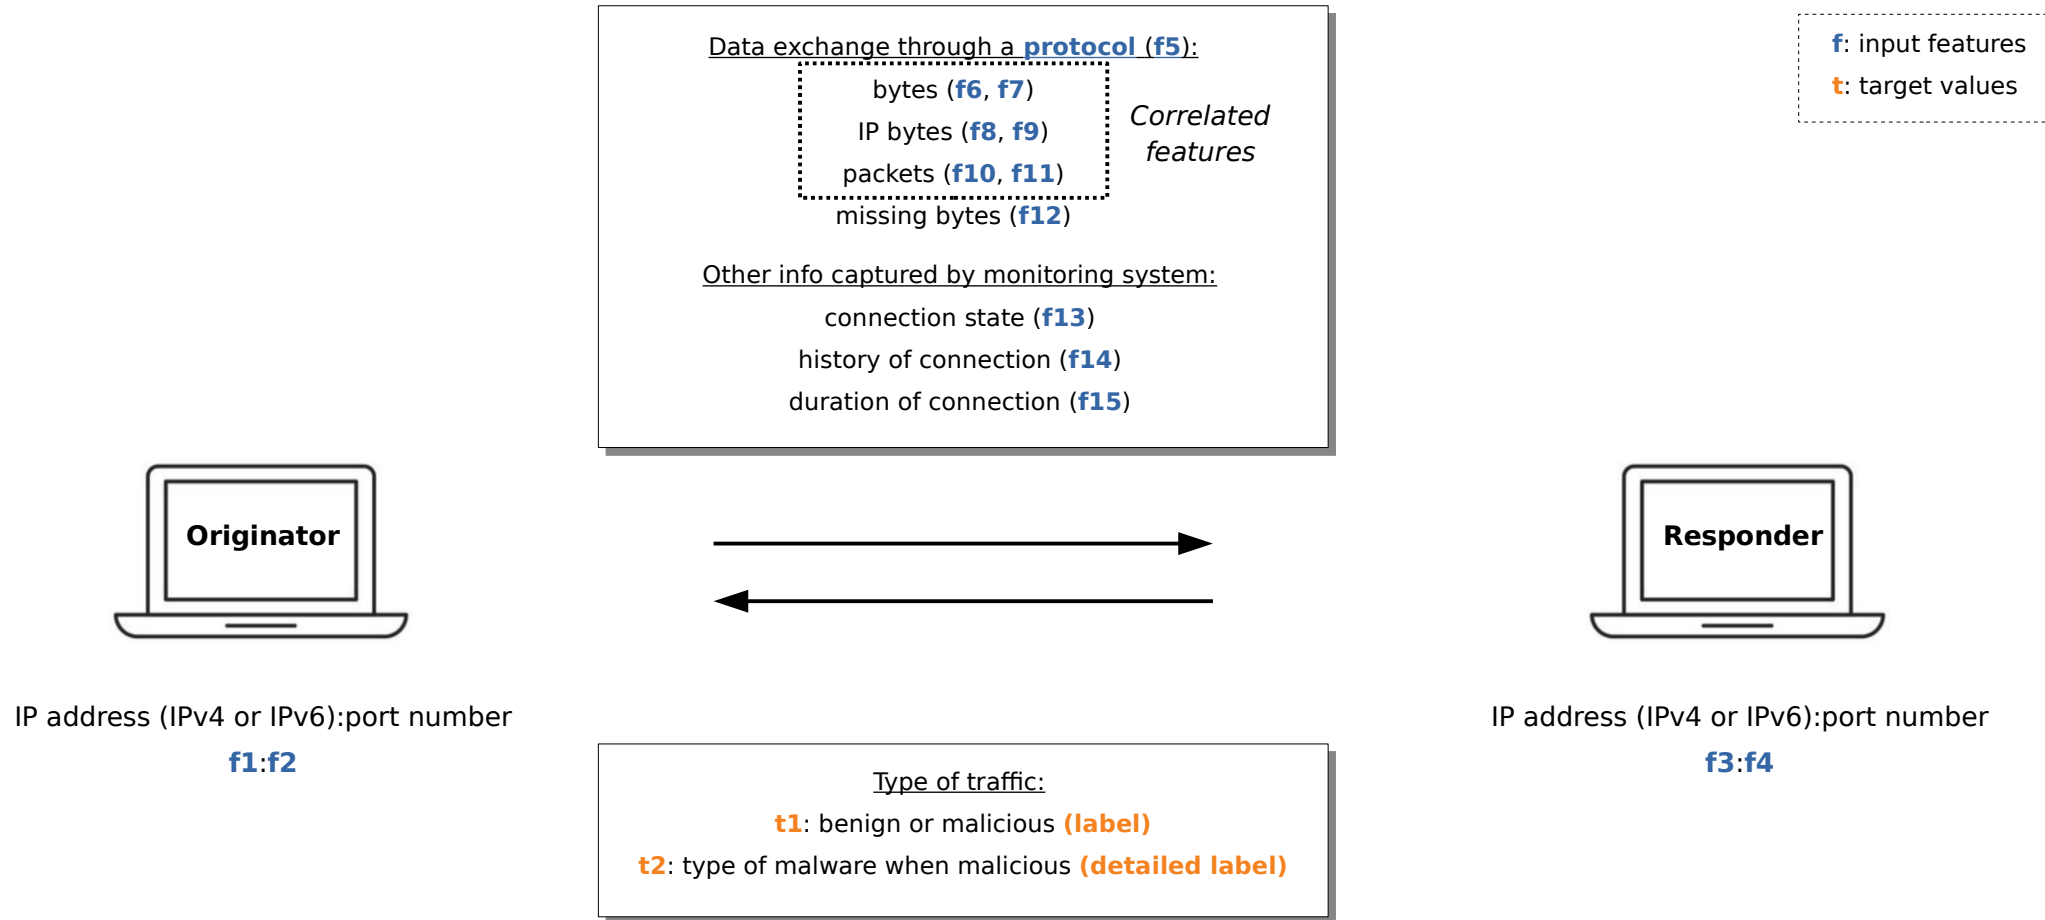 Data exchange through a protocol (f5):
bytes (f6, f7)
IP bytes (f8, f9)
packets (f10, f11)
Correlated
features
missing bytes (f12)
Other info captured by monitoring system:
connection state (f13)
history of connection (f14)
duration of connection (f15)
f: input features
t: target values
Originator
Responder
IP address (IPv4 or IPv6):port number
f1:f2
IP address (IPv4 or IPv6):port number
f3:f4
Type of traffic:
t1: benign or malicious (label)
t2: type of malware when malicious (detailed label)